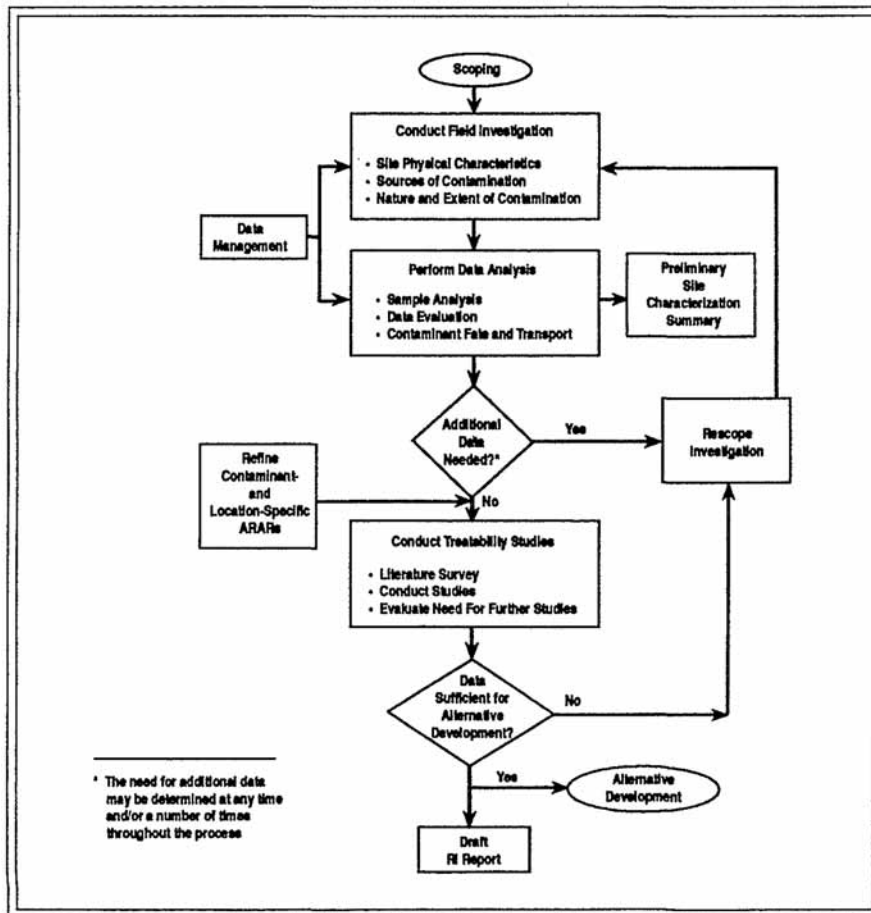 Scoping
Conduct Field Investigation
• Site Physical Characteristics
• Sources of Contamination
• Nature and Extent of Contamination
Data
Management
Perform Data Analysis
• Sample Analysis
• Data Evaluation
• Contaminant Fate and Transport
Preliminary
Site
Characterization
Summary
Additional
Data
Needed?*
Yes
Rescope
Investigation
Refine
Contaminant-
and
Location-Specific
ARARs
No
Conduct Treatability Studies
• Literature Survey
• Conduct Studies
• Evaluate Need For Further Studies
Data
Sufficient for
Alternative
Development?
No
Yes
Alternative
Development
* The need for additional data
may be determined at any time
and/or a number of times
throughout the process
Draft
RI Report